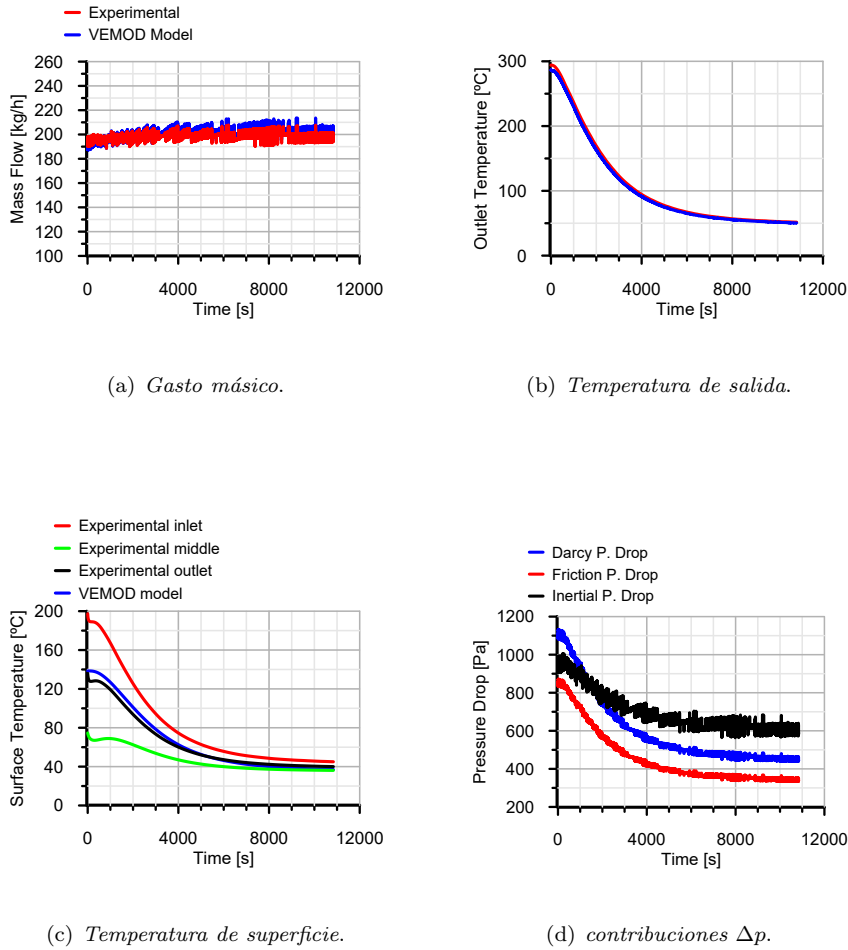 Experimental
VEMOD Model
260
240
220
200
180
160
140
120
100
Mass Flow [kg/h]
0 4000 8000 12000
Time [s]
(a) Gasto másico.
300
200
100
0
Outlet Temperature [ºC]
0 4000 8000 12000
Time [s]
(b) Temperatura de salida.
Experimental inlet
Experimental middle
Experimental outlet
VEMOD model
200
160
120
80
40
0
Surface Temperature [ºC]
0 4000 8000 12000
Time [s]
(c) Temperatura de superficie.
Darcy P. Drop
Friction P. Drop
Inertial P. Drop
1200
1000
800
600
400
200
Pressure Drop [Pa]
0 4000 8000 12000
Time [s]
(d) contribuciones Δp.